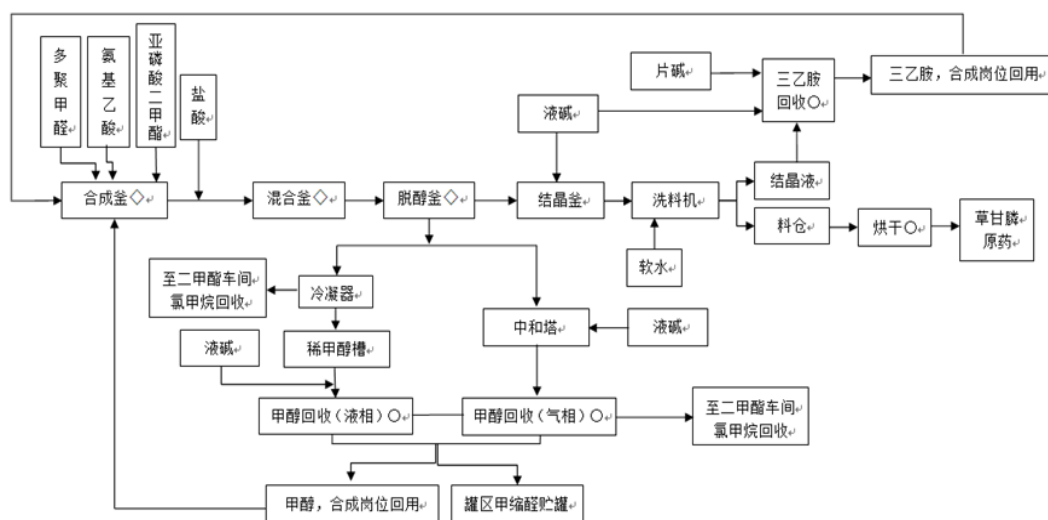 多聚甲醛
氨基乙酸
亚磷酸二甲酯
盐酸
片碱
三乙胺
回收〇
三乙胺，合成岗位回用
液碱
结晶液
合成釜◇
混合釜◇
脱醇釜◇
结晶釜
洗料机
料仓
烘干〇
草甘膦
原药
软水
至二甲酯车间
氯甲烷回收
冷凝器
中和塔
液碱
液碱
稀甲醇槽
甲醇回收（液相）〇
甲醇回收（气相）〇
至二甲酯车间
氯甲烷回收
甲醇，合成岗位回用
罐区甲缩醛贮罐